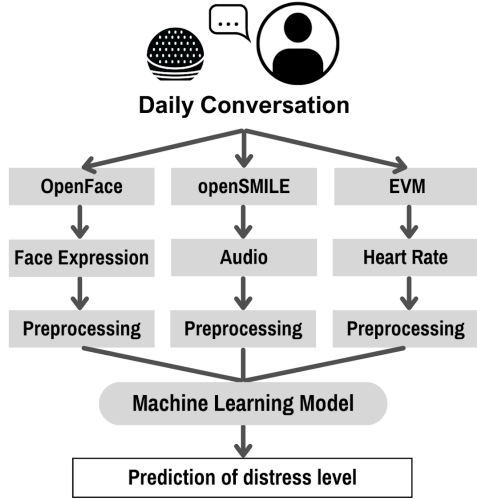 Daily Conversation
OpenFace
openSMILE
EVM
Face Expression
Audio
Heart Rate
Preprocessing
Preprocessing
Preprocessing
Machine Learning Model
Prediction of distress level